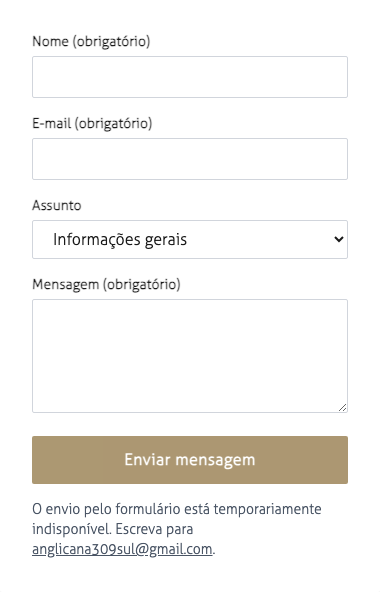 Nome (obrigatório)
E-mail (obrigatório)
Assunto
Informações gerais
Mensagem (obrigatório)
Enviar mensagem
O envio pelo formulário está temporariamente
indisponível. Escreva para
anglicana309sul@gmail.com.